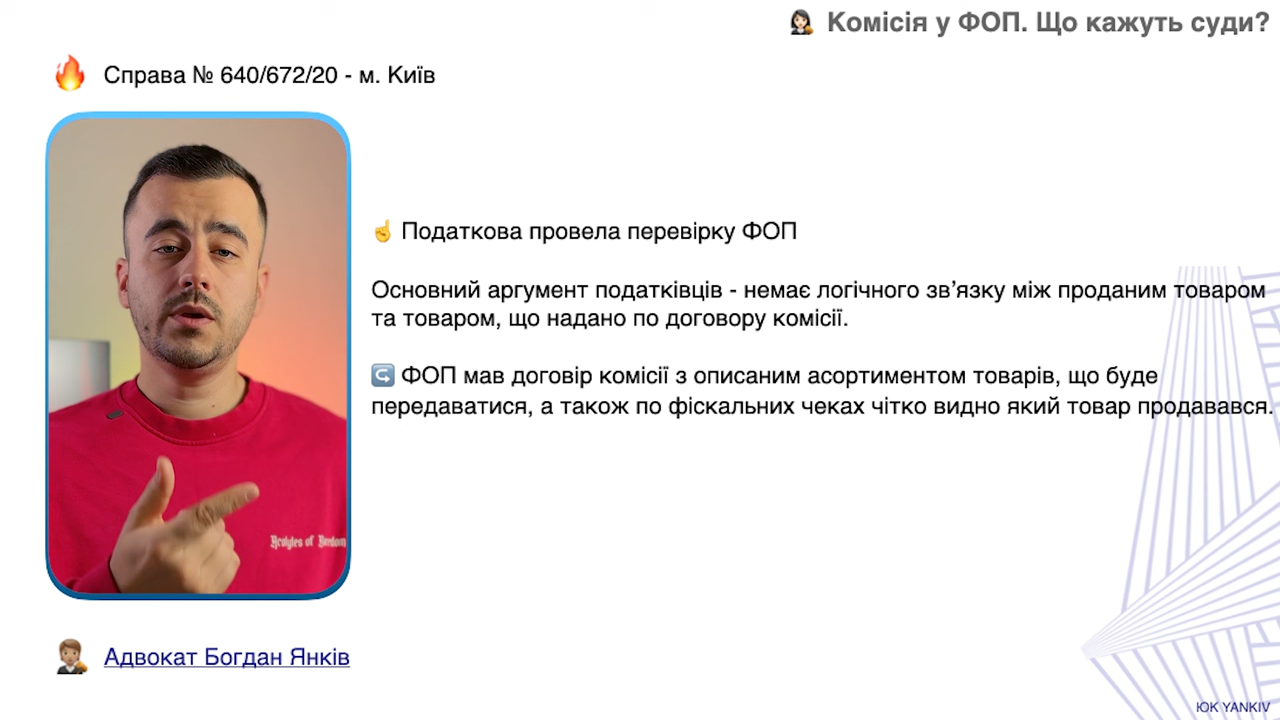 Комісія у ФОП. Що кажуть суди?
Справа № 640/672/20 - м. Київ
Податкова провела перевірку ФОП
Основний аргумент податківців - немає логічного зв’язку між проданим товаром
та товаром, що надано по договору комісії.
ФОП мав договір комісії з описаним асортиментом товарів, що буде
передаватися, а також по фіскальних чеках чітко видно який товар продавався.
Адвокат Богдан Янків
ЮК YANKIV